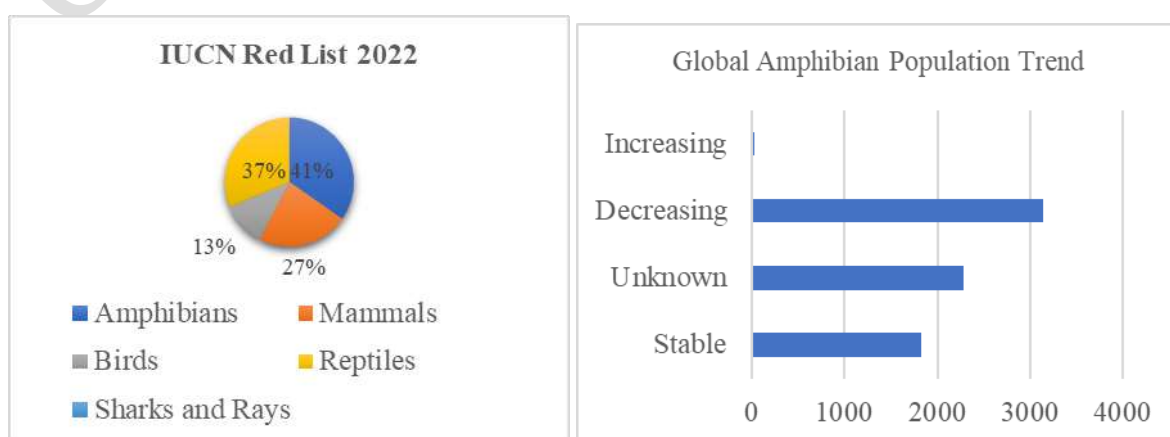 IUCN Red List 2022
37% 41%
13%
27%
Amphibians Mammals
Birds Reptiles
Sharks and Rays
Global Amphibian Population Trend
Increasing
Decreasing
Unknown
Stable
0 1000 2000 3000 4000